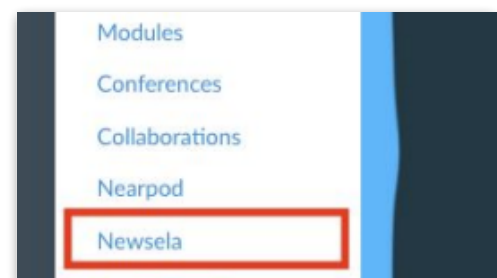 Modules
Conferences
Collaborations
Nearpod
Newsela